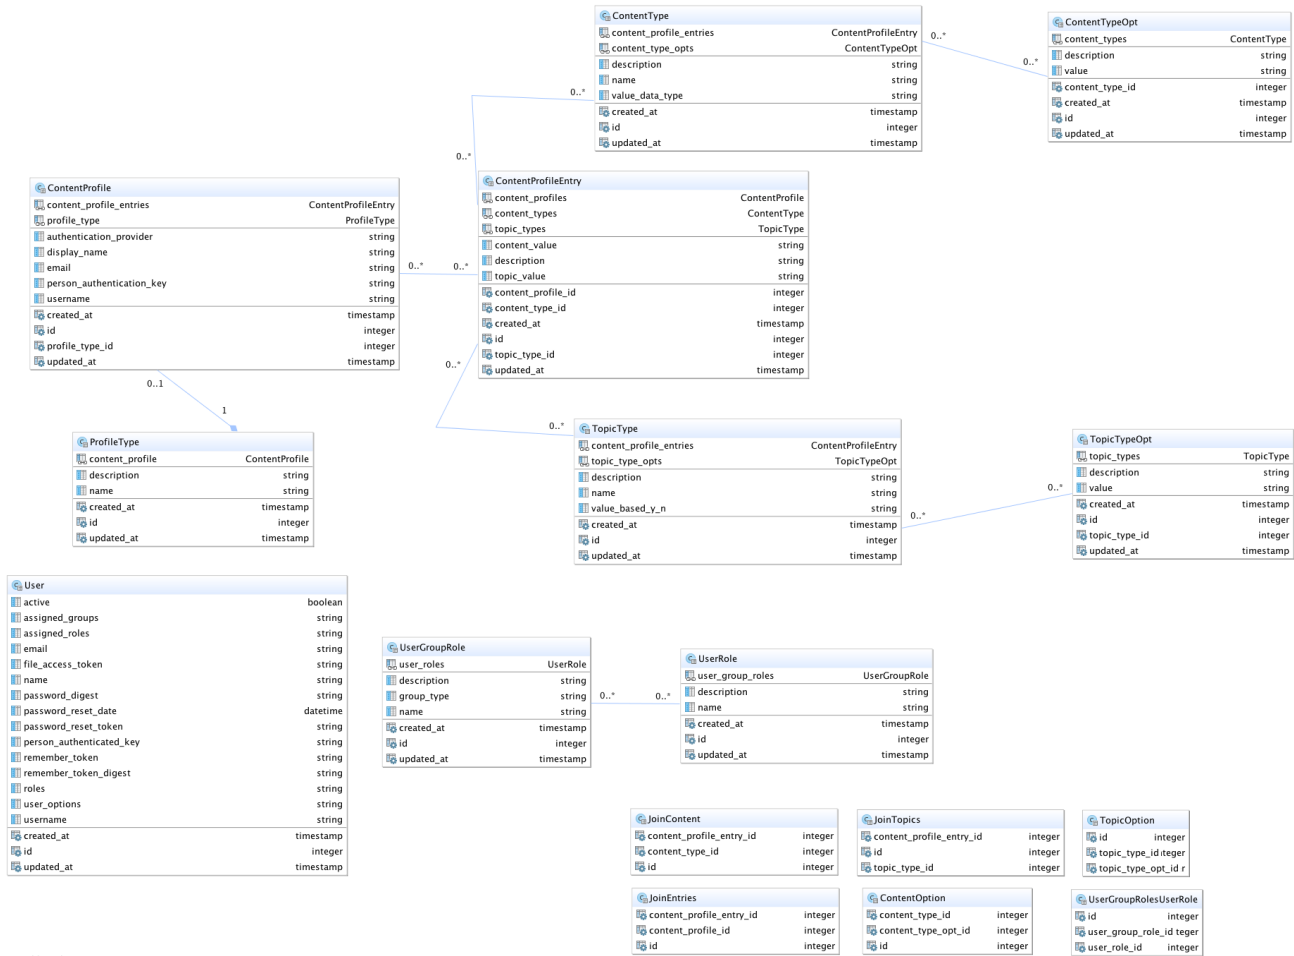 ContentType
content_profile_entries ContentProfileEntry
content_type_opts ContentTypeOpt
description string
name string
value_data_type string
created_at timestamp
id integer
updated_at timestamp
0..*
0..*
ContentTypeOpt
content_types ContentType
description string
value string
content_type_id integer
created_at timestamp
id integer
updated_at timestamp
0..*
0..*
ContentProfile
content_profile_entries ContentProfileEntry
profile_type ProfileType
authentication_provider string
display_name string
email string
person_authentication_key string
username string
created_at timestamp
id integer
profile_type_id integer
updated_at timestamp
0..*
0..*
ContentProfileEntry
content_profiles ContentProfile
content_types ContentType
topic_types TopicType
content_value string
description string
topic_value string
content_profile_id integer
content_type_id integer
created_at timestamp
id integer
topic_type_id integer
updated_at timestamp
0..1
1
0..*
0..*
ProfileType
content_profile ContentProfile
description string
name string
created_at timestamp
id integer
updated_at timestamp
TopicType
content_profile_entries ContentProfileEntry
topic_type_opts TopicTypeOpt
description string
name string
value_based_y_n string
created_at timestamp
id integer
updated_at timestamp
0..*
0..*
TopicTypeOpt
topic_types TopicType
description string
value string
created_at timestamp
id integer
topic_type_id integer
updated_at timestamp
User
active boolean
assigned_groups string
assigned_roles string
email string
file_access_token string
name string
password_digest string
password_reset_date datetime
password_reset_token string
person_authenticated_key string
remember_token string
remember_token_digest string
roles string
user_options string
username string
created_at timestamp
id integer
updated_at timestamp
UserGroupRole
user_roles UserRole
description string
group_type string
name string
created_at timestamp
id integer
updated_at timestamp
0..*
0..*
UserRole
user_group_roles UserGroupRole
description string
name string
created_at timestamp
id integer
updated_at timestamp
JoinContent
content_profile_entry_id integer
content_type_id integer
id integer
JoinTopics
content_profile_entry_id integer
id integer
topic_type_id integer
TopicOption
id integer
topic_type_id iteger
topic_type_opt_id r
JoinEntries
content_profile_entry_id integer
content_profile_id integer
id integer
ContentOption
content_type_id integer
content_type_opt_id integer
id integer
UserGroupRolesUserRole
id integer
user_group_role_id teger
user_role_id integer